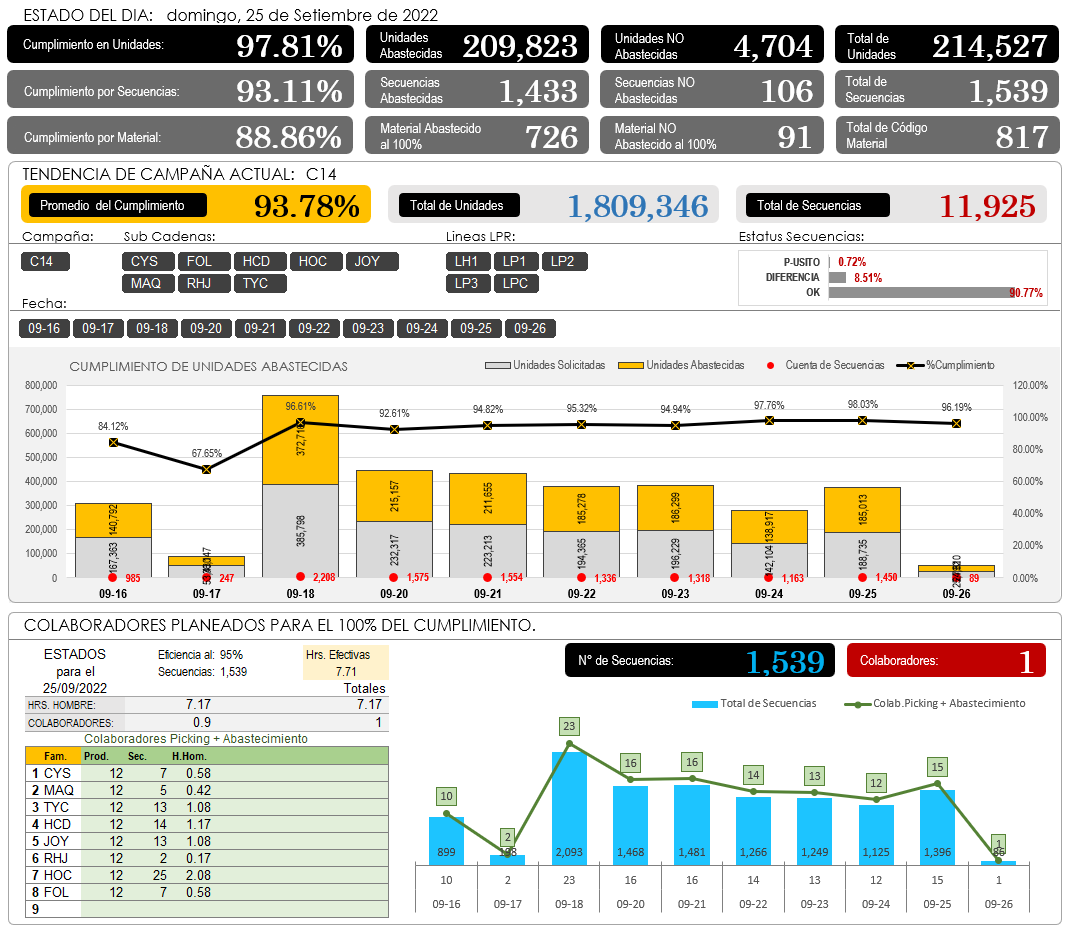 ESTADO DEL DIA: domingo, 25 de Setiembre de 2022
Cumplimiento en Unidades: 97.81%
Unidades Abastecidas 209,823
Unidades NO Abastecidas 4,704
Total de Unidades 214,527
Cumplimiento por Secuencias: 93.11%
Secuencias Abastecidas 1,433
Secuencias NO Abastecidas 106
Total de Secuencias 1,539
Cumplimiento por Material: 88.86%
Material Abastecido al 100% 726
Material NO Abastecido al 100% 91
Total de Código Material 817
TENDENCIA DE CAMPAÑA ACTUAL: C14
Promedio del Cumplimiento 93.78%
Total de Unidades 1,809,346
Total de Secuencias 11,925
Campaña: Sub Cadenas: Lineas LPR: Estatus Secuencias:
C14 CYS FOL HCD HOC JOY LH1 LP1 LP2
MAQ RHJ TYC LP3 LPC
P-USITO 0.72%
DIFERENCIA 8.51%
OK 90.77%
Fecha:
09-16 09-17 09-18 09-20 09-21 09-22 09-23 09-24 09-25 09-26
CUMPLIMIENTO DE UNIDADES ABASTECIDAS
Unidades Solicitadas Unidades Abastecidas Cuenta de Secuencias %Cumplimiento
800,000 120.00%
700,000
600,000 100.00%
500,000 80.00%
400,000 60.00%
300,000
200,000 40.00%
100,000 20.00%
0 0.00%
84.12% 67.65% 96.61% 92.61% 94.82% 95.32% 94.94% 97.76% 98.03% 96.19%
140,792 372,716 215,157 211,655 185,278 186,299 138,917 185,013
167,363 385,798 232,317 223,213 194,365 196,229 142,104 188,735
985 247 2,208 1,575 1,554 1,336 1,318 1,163 1,450 89
09-16 09-17 09-18 09-20 09-21 09-22 09-23 09-24 09-25 09-26
COLABORADORES PLANEADOS PARA EL 100% DEL CUMPLIMIENTO.
ESTADOS para el 25/09/2022
Eficiencia al: 95%
Secuencias: 1,539
Hrs. Efectivas
7.71
Totales
HRS. HOMBRE: 7.17 7.17
COLABORADORES: 0.9 1
Colaboradores Picking + Abastecimiento
Fam. Prod. Sec. H.Hom.
1 CYS 12 7 0.58
2 MAQ 12 5 0.42
3 TYC 12 13 1.08
4 HCD 12 14 1.17
5 JOY 12 13 1.08
6 RHJ 12 2 0.17
7 HOC 12 25 2.08
8 FOL 12 7 0.58
9
N° de Secuencias: 1,539
Colaboradores: 1
Total de Secuencias Colab.Picking + Abastecimiento
10 2 23 16 16 14 13 12 15 1
899 2,093 1,468 1,481 1,266 1,249 1,125 1,396 86
10 2 23 16 16 14 13 12 15 1
09-16 09-17 09-18 09-20 09-21 09-22 09-23 09-24 09-25 09-26